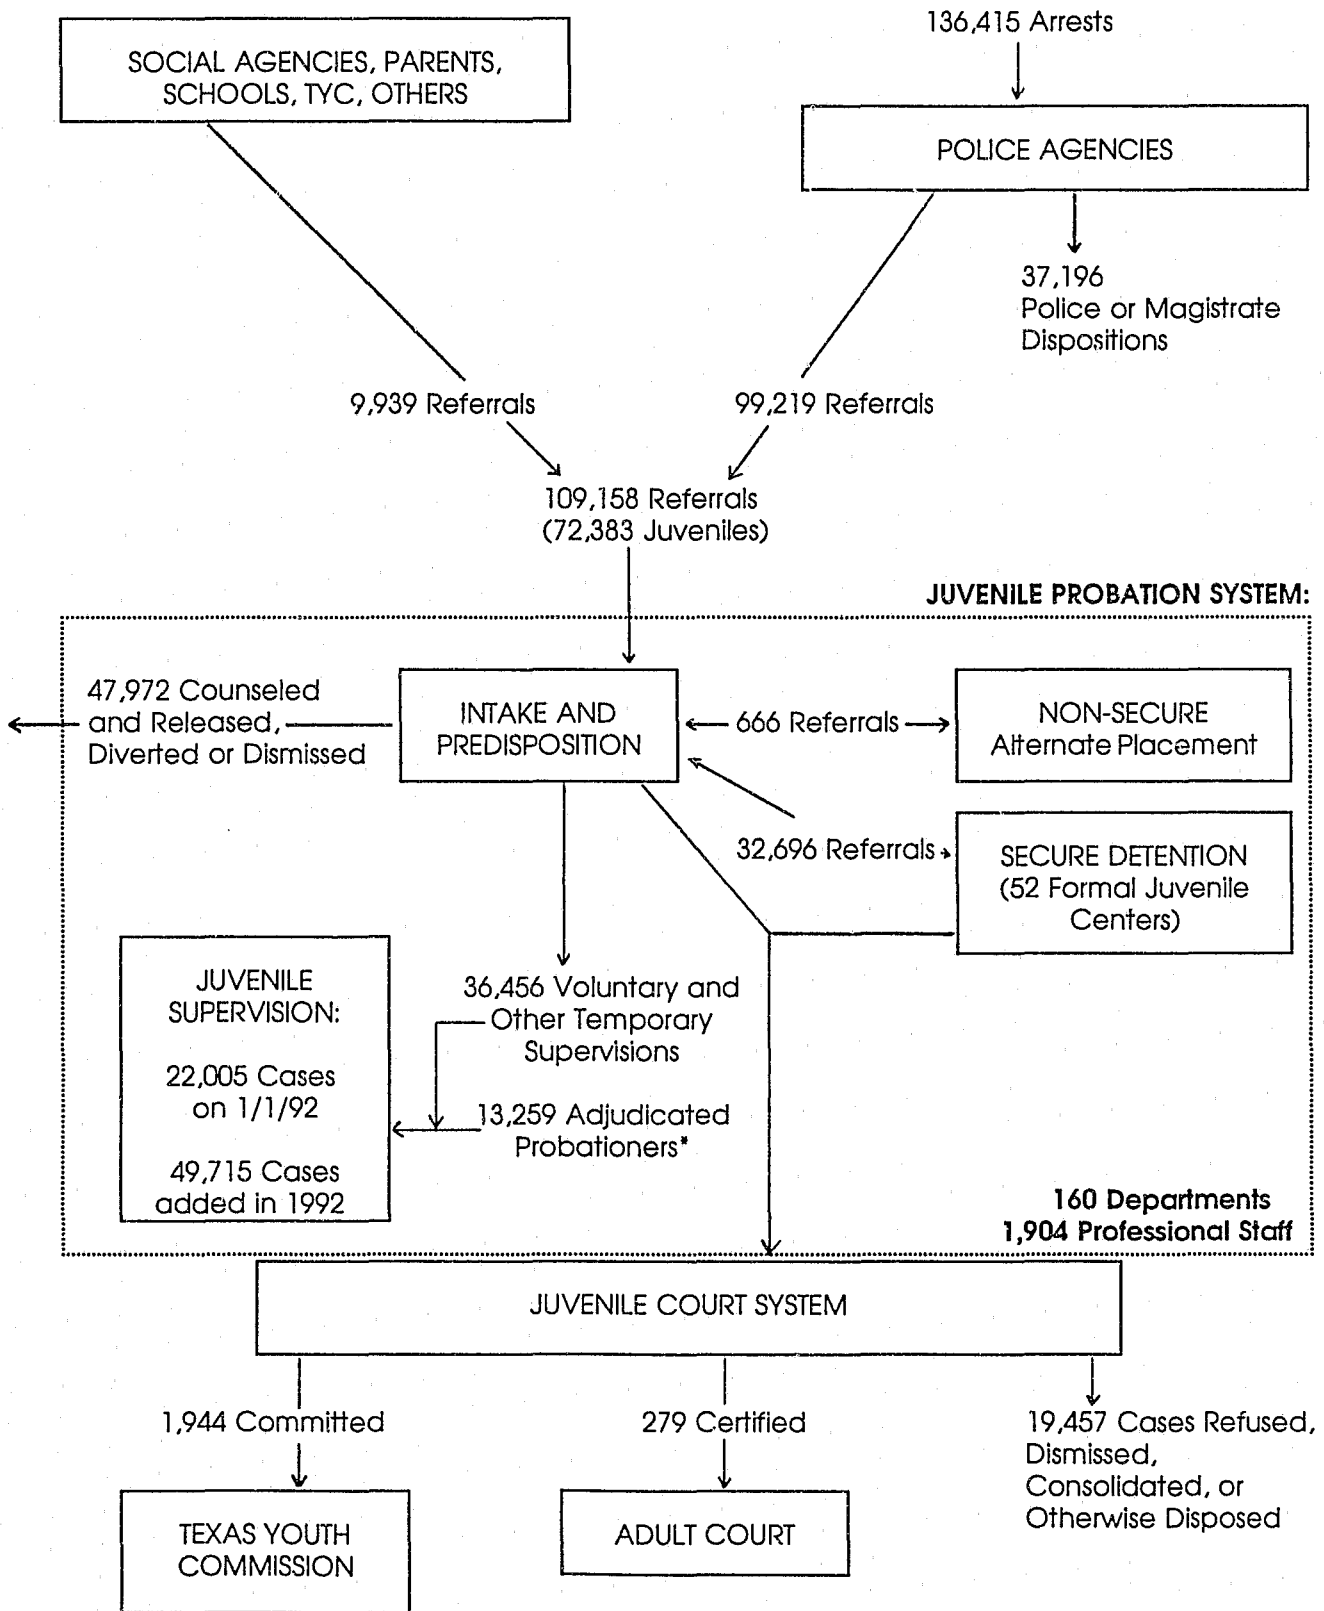 136,415 Arrests
SOCIAL AGENCIES, PARENTS,
SCHOOLS, TYC, OTHERS
POLICE AGENCIES
37,196
Police or Magistrate
Dispositions
9,939 Referrals
99,219 Referrals
109,158 Referrals
(72,383 Juveniles)
JUVENILE PROBATION SYSTEM:
47,972 Counseled
and Released,
Diverted or Dismissed
INTAKE AND
PREDISPOSITION
666 Referrals
NON-SECURE
Alternate Placement
32,696 Referrals
SECURE DETENTION
(52 Formal Juvenile
Centers)
JUVENILE
SUPERVISION:
22,005 Cases
on 1/1/92
49,715 Cases
added in 1992
36,456 Voluntary and
Other Temporary
Supervisions
13,259 Adjudicated
Probationers*
160 Departments
1,904 Professional Staff
JUVENILE COURT SYSTEM
1,944 Committed
279 Certified
19,457 Cases Refused,
Dismissed,
Consolidated, or
Otherwise Disposed
TEXAS YOUTH
COMMISSION
ADULT COURT